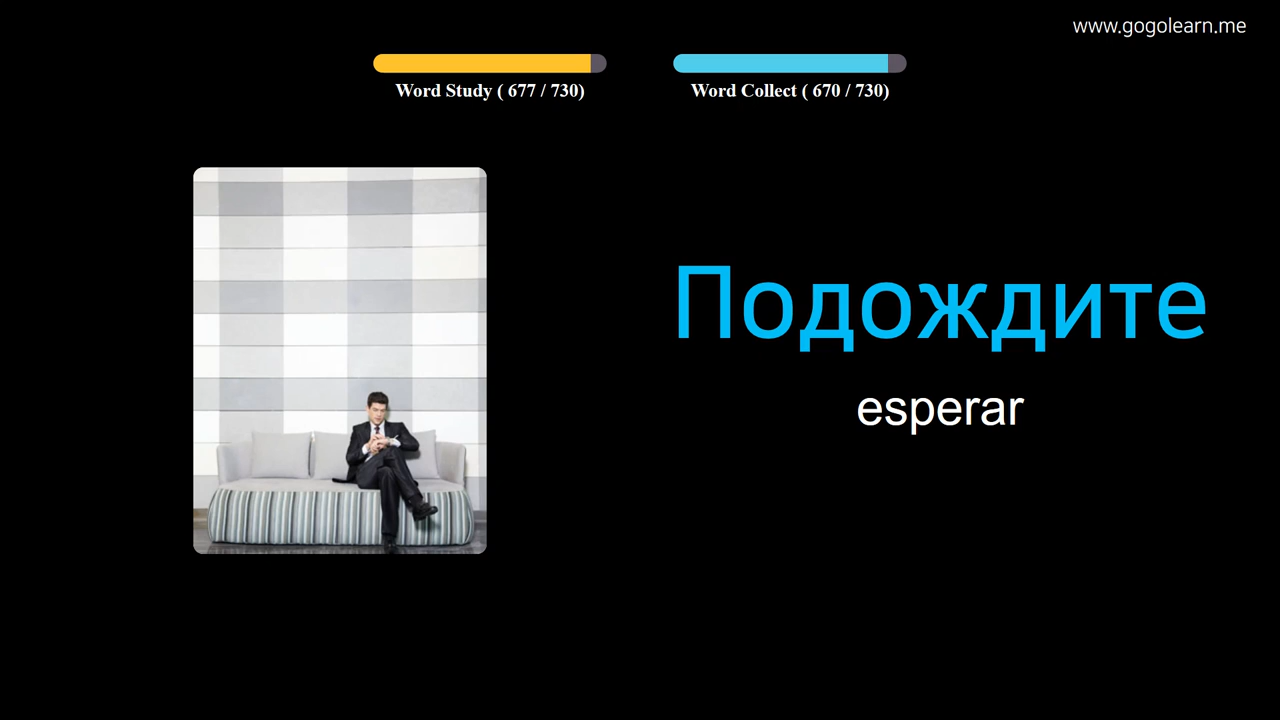 www.gogolearn.me
Word Study ( 677 / 730)
Word Collect ( 670 / 730)
Подождите
esperar